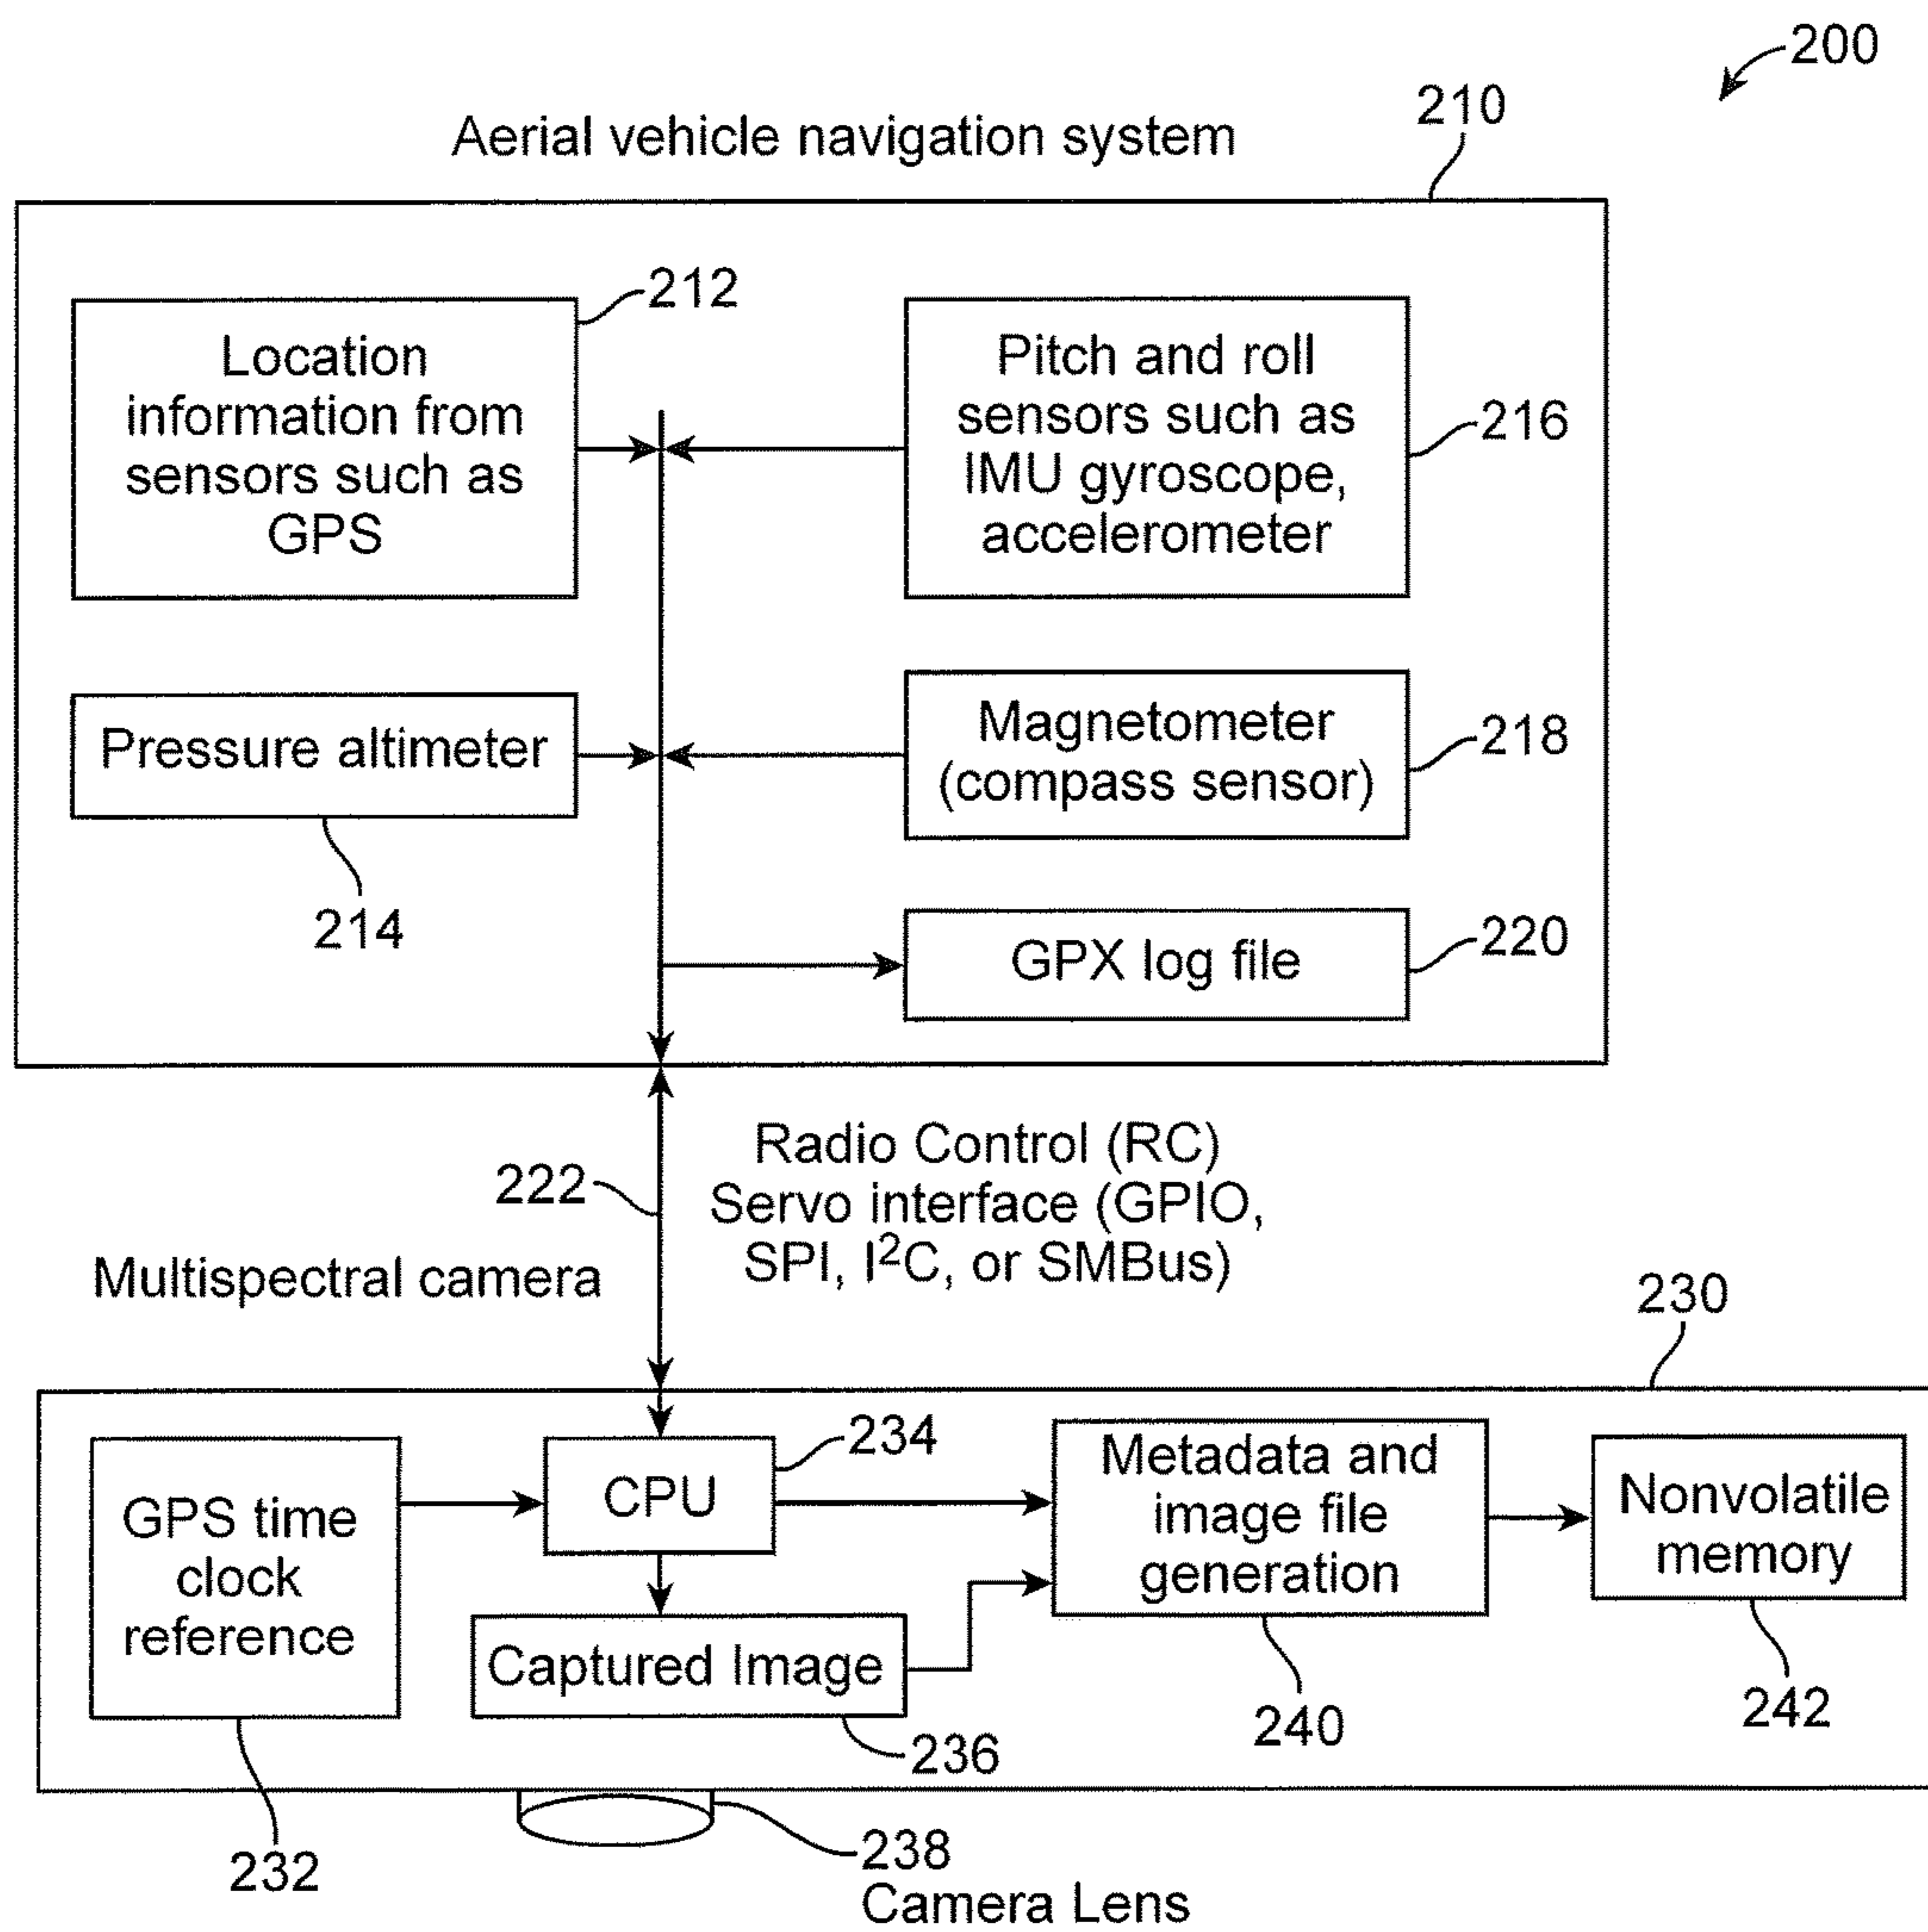 200
210
Aerial vehicle navigation system
212
Location
information from
sensors such as
GPS
Pitch and roll
sensors such as
IMU gyroscope,
accelerometer
216
Pressure altimeter
214
Magnetometer
(compass sensor)
218
GPX log file
220
222
Radio Control (RC)
Servo interface (GPIO,
SPI, I²C, or SMBus)
Multispectral camera
230
GPS time
clock
reference
232
CPU
234
Captured Image
236
Metadata and
image file
generation
240
Nonvolatile
memory
242
238
Camera Lens